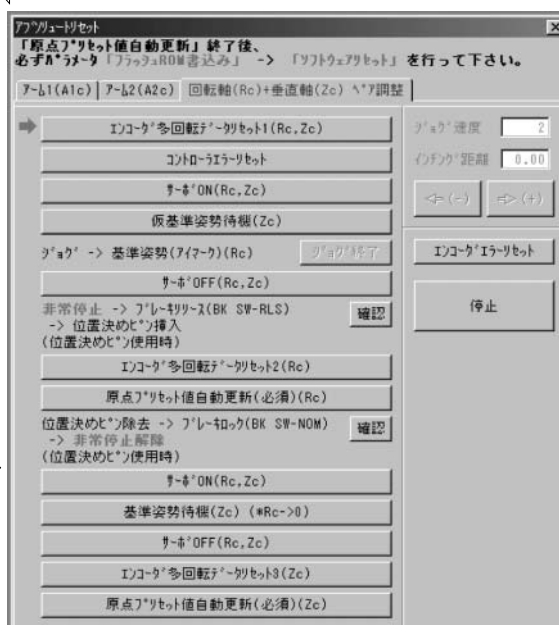 ｱﾌﾞｿﾘｭｰﾄﾘｾｯﾄ
「原点ﾌﾟﾘｾｯﾄ値自動更新」終了後、
必ずﾊﾟﾗﾒｰﾀ「ﾌﾗｯｼｭROM書込み」 -> 「ｿﾌﾄｳｪｱﾘｾｯﾄ」 を行って下さい。
ｱｰﾑ1(A1c) ｱｰﾑ2(A2c) 回転軸(Rc)+垂直軸(Zc) ﾍﾟｱ調整
ｴﾝｺｰﾀﾞ多回転ﾃﾞｰﾀﾘｾｯﾄ1(Rc,Zc)
ｺﾝﾄﾛｰﾗｴﾗｰﾘｾｯﾄ
ｻｰﾎﾞON(Rc,Zc)
仮基準姿勢待機(Zc)
ｼﾞｮｸﾞ -> 基準姿勢(ｱｲﾏｰｸ)(Rc) ｼﾞｮｸﾞ終了
ｻｰﾎﾞOFF(Rc,Zc)
非常停止 -> ﾌﾞﾚｰｷﾘﾘｰｽ(BK SW-RLS) 確認
-> 位置決めﾋﾟﾝ挿入
(位置決めﾋﾟﾝ使用時)
ｴﾝｺｰﾀﾞ多回転ﾃﾞｰﾀﾘｾｯﾄ2(Rc)
原点ﾌﾟﾘｾｯﾄ値自動更新(必須)(Rc)
位置決めﾋﾟﾝ除去 -> ﾌﾞﾚｰｷﾛｯｸ(BK SW-NOM) 確認
-> 非常停止解除
(位置決めﾋﾟﾝ使用時)
ｻｰﾎﾞON(Rc,Zc)
基準姿勢待機(Zc) (*Rc->0)
ｻｰﾎﾞOFF(Rc,Zc)
ｴﾝｺｰﾀﾞ多回転ﾃﾞｰﾀﾘｾｯﾄ3(Zc)
原点ﾌﾟﾘｾｯﾄ値自動更新(必須)(Zc)
ｼﾞｮｸﾞ速度 2
ｲﾝﾁﾝｸﾞ距離 0.00
(-) (+)
ｴﾝｺｰﾀﾞｴﾗｰﾘｾｯﾄ
停止